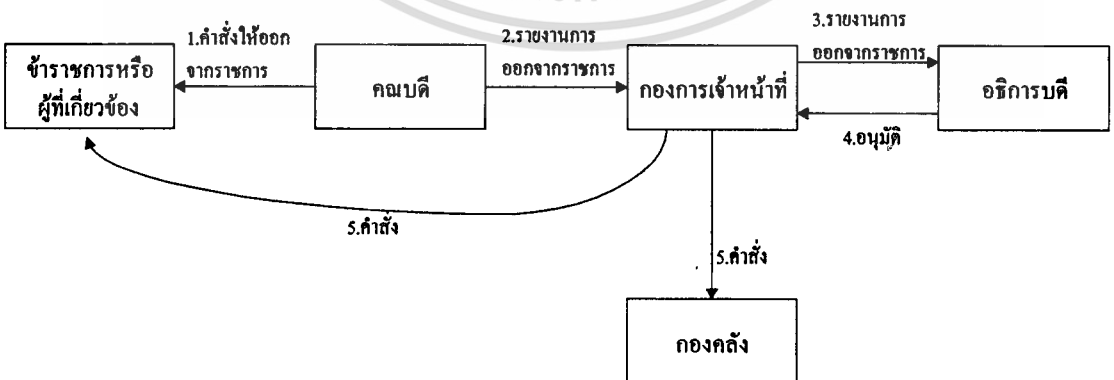 1.คำสั่งให้ออก
จากราชการ
2.รายงานการ
ออกจากราชการ
3.รายงานการ
ออกจากราชการ
ข้าราชการหรือ
ผู้ที่เกี่ยวข้อง
คณบดี
กองการเจ้าหน้าที่
อธิการบดี
4.อนุมัติ
5.คำสั่ง
5.คำสั่ง
กองคลัง